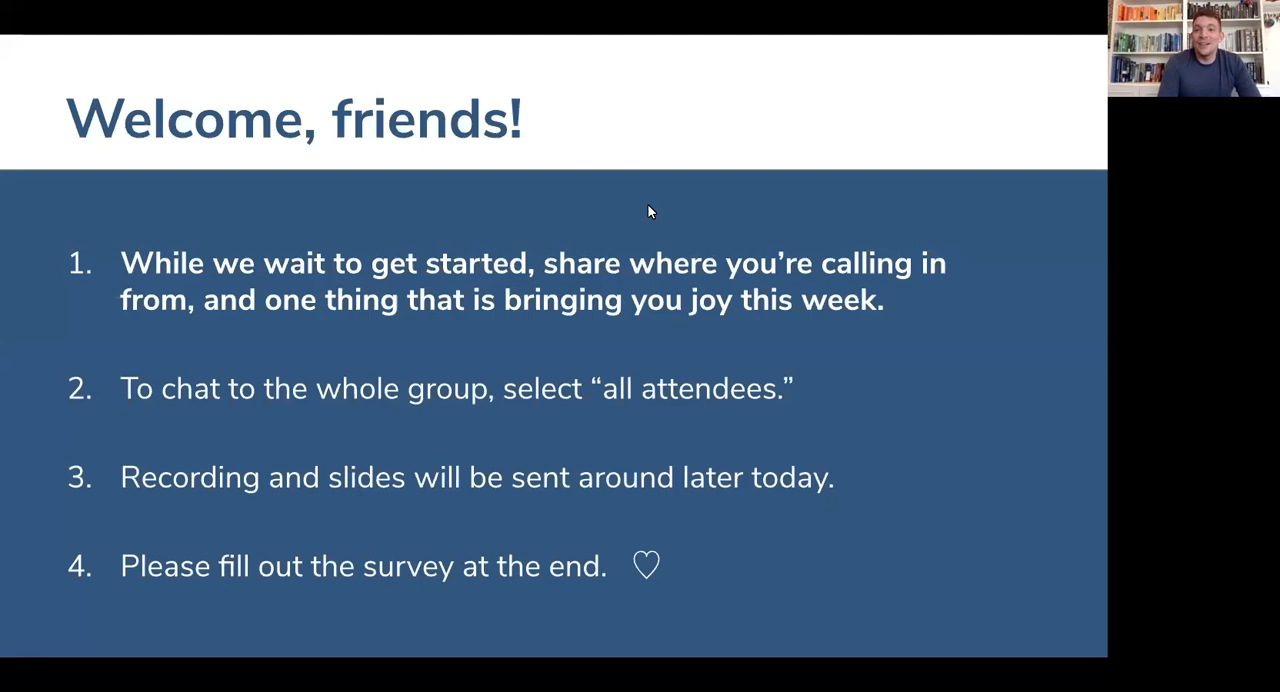 Welcome, friends!
1. While we wait to get started, share where you’re calling in
from, and one thing that is bringing you joy this week.
2. To chat to the whole group, select “all attendees.”
3. Recording and slides will be sent around later today.
4. Please fill out the survey at the end. ♡